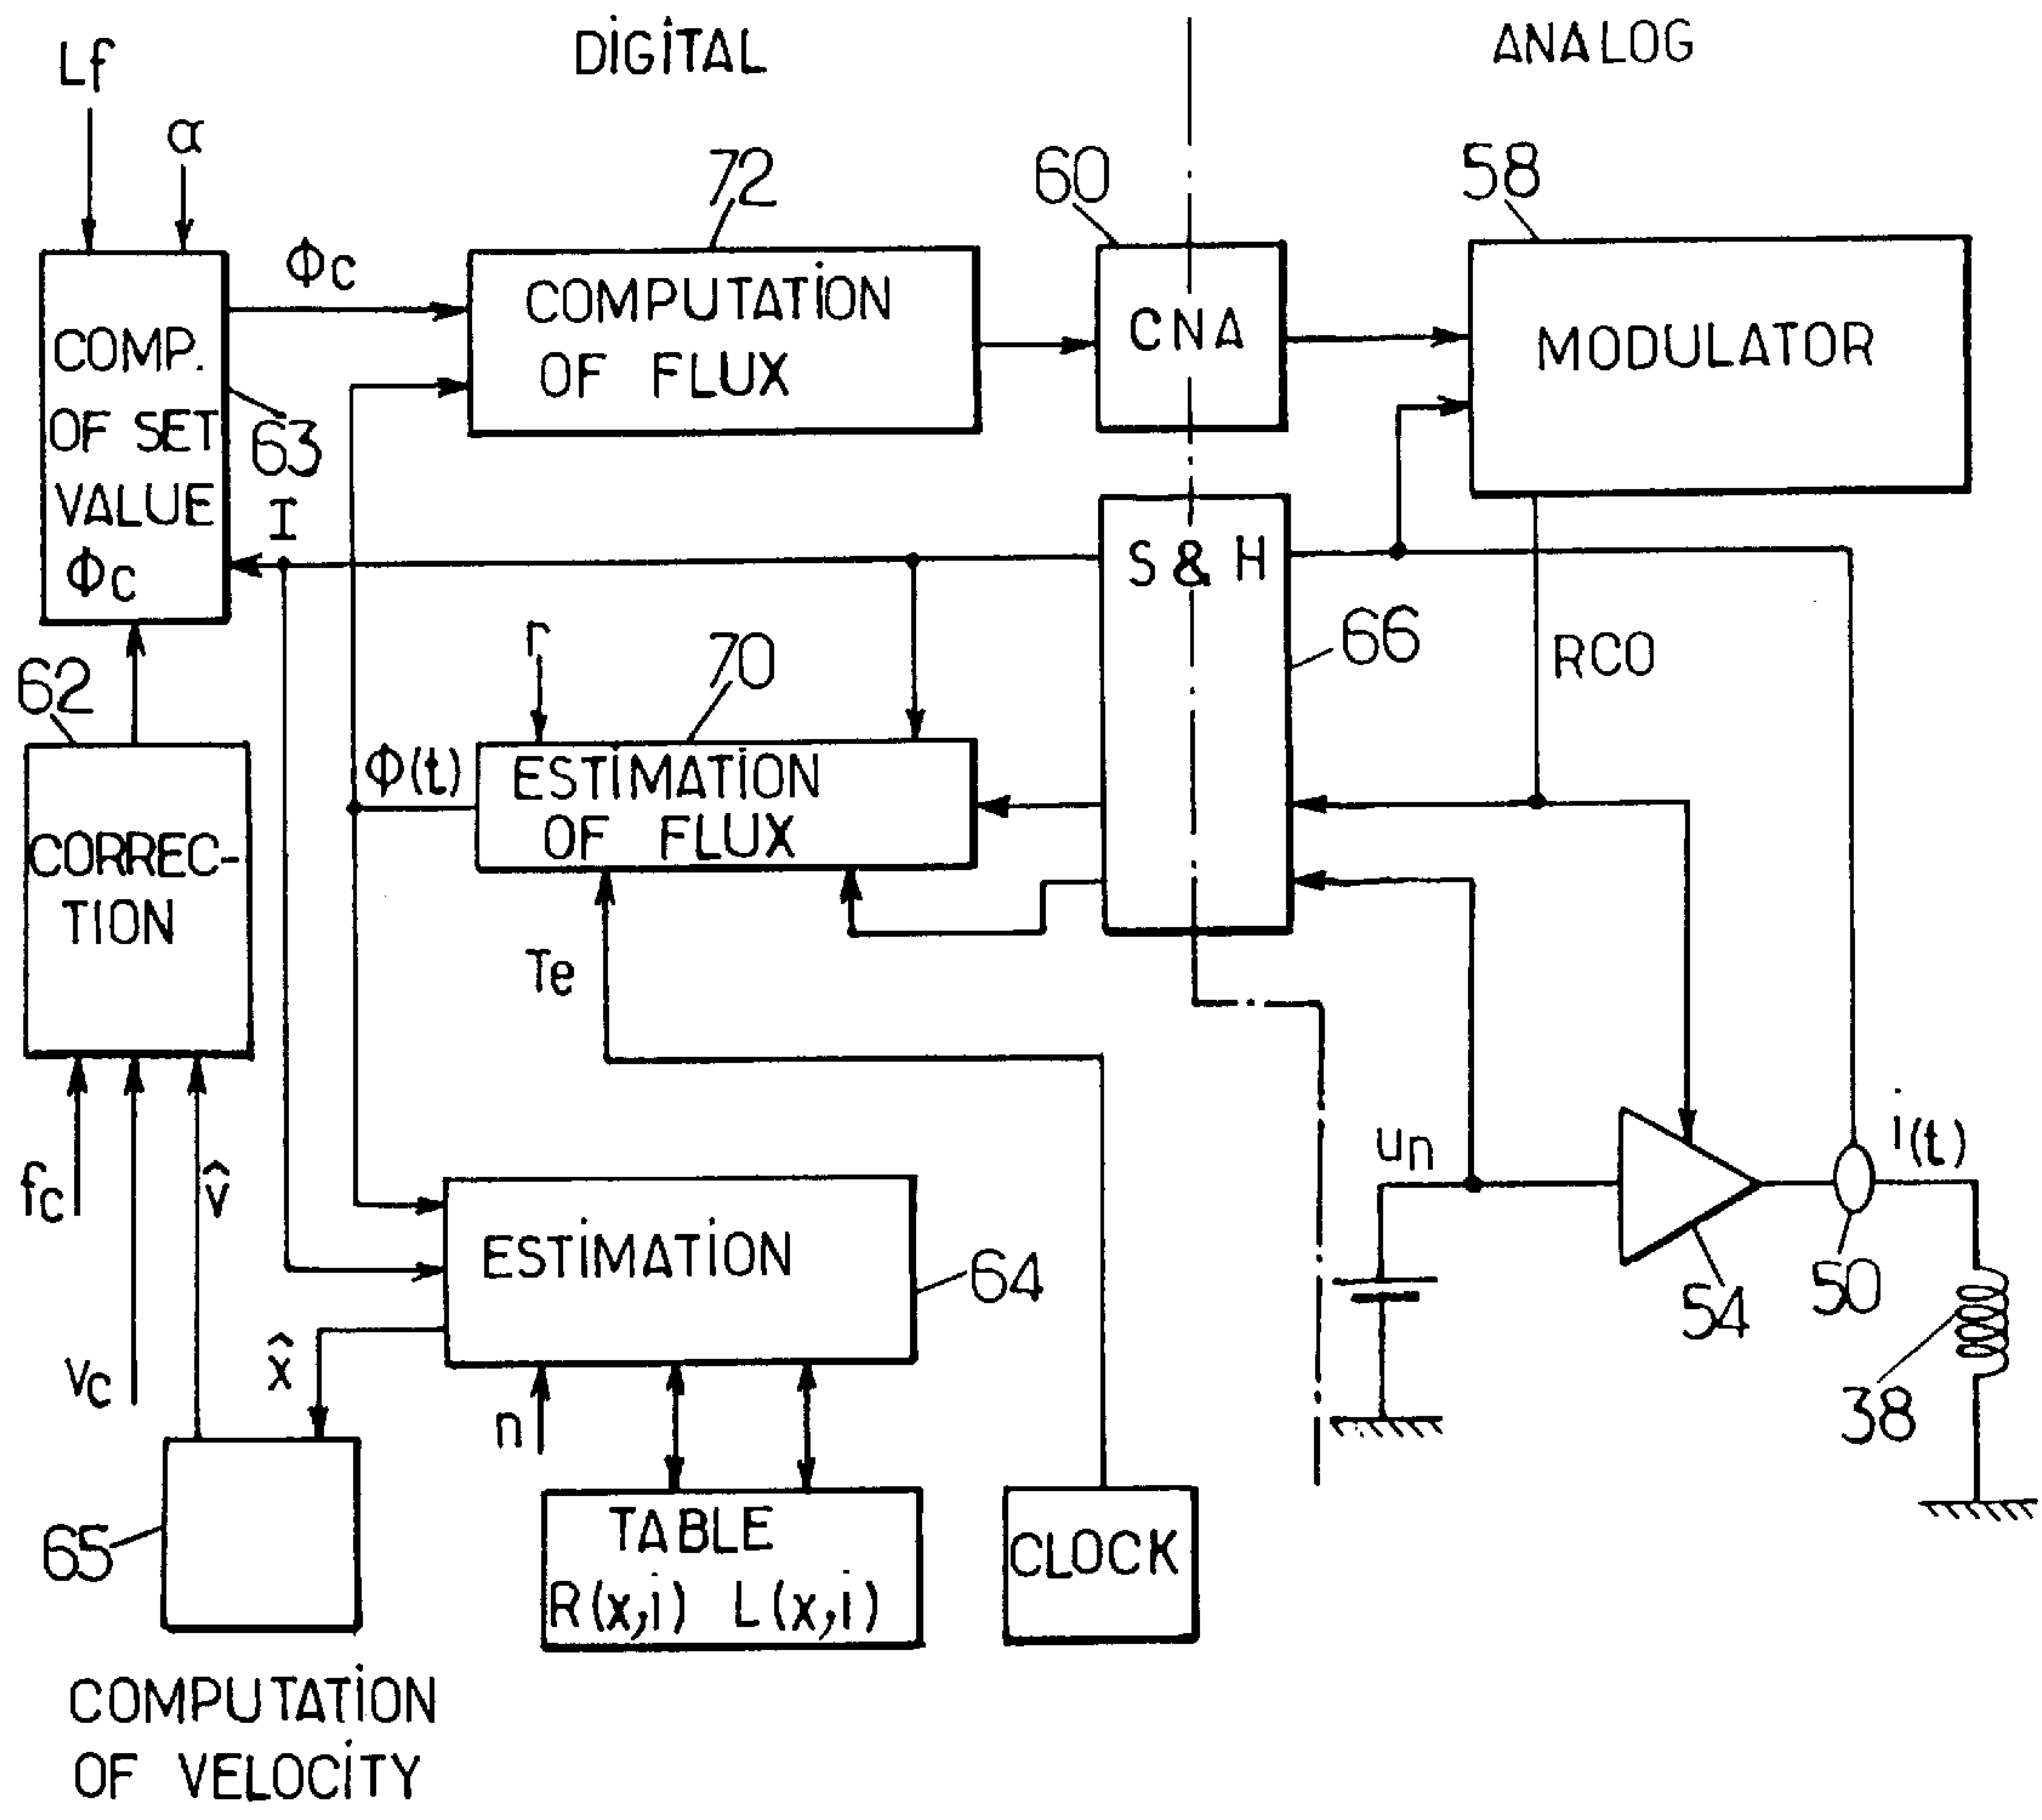 DIGITAL
ANALOG
Lf
α
72
60
58
Φc
COMPUTATION
OF FLUX
CNA
MODULATOR
COMP.
OF SET
VALUE
Φc
63
I
S & H
66
RCO
62
r
70
Φ(t)
ESTIMATION
OF FLUX
CORREC-
TION
Te
fc
v̂
un
i(t)
ESTIMATION
64
54
50
vc
x̂
n
38
65
TABLE
R(x,i) L(x,i)
CLOCK
COMPUTATION
OF VELOCITY